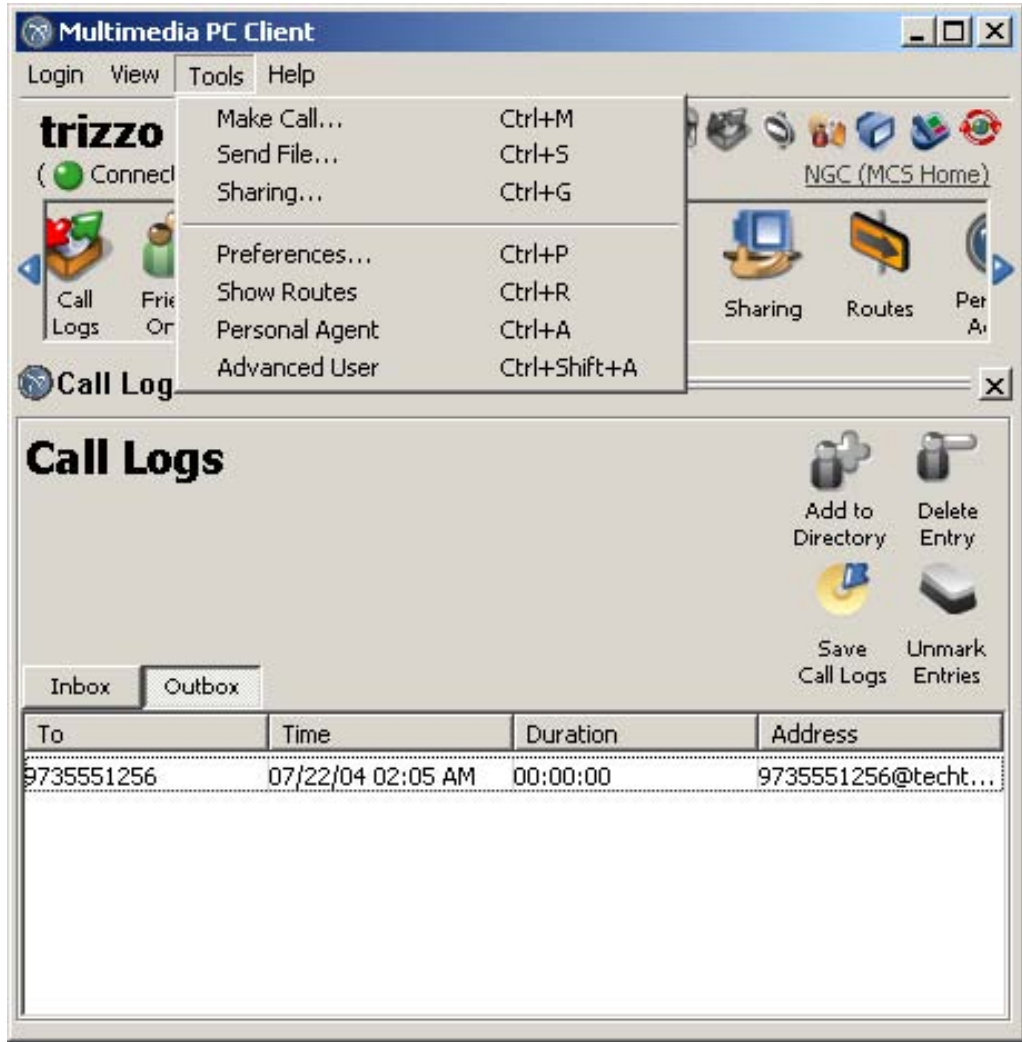 Multimedia PC Client
Login View Tools Help
Make Call... Ctrl+M
Send File... Ctrl+S
Sharing... Ctrl+G
Preferences... Ctrl+P
Show Routes Ctrl+R
Personal Agent Ctrl+A
Advanced User Ctrl+Shift+A
trizzo
( Connect
NGC (MCS Home)
Call
Logs
Frie
On
Sharing
Routes
Per
A
Call Log
Call Logs
Add to
Directory
Delete
Entry
Save
Call Logs
Unmark
Entries
Inbox Outbox
To Time Duration Address
9735551256 07/22/04 02:05 AM 00:00:00 9735551256@techt...